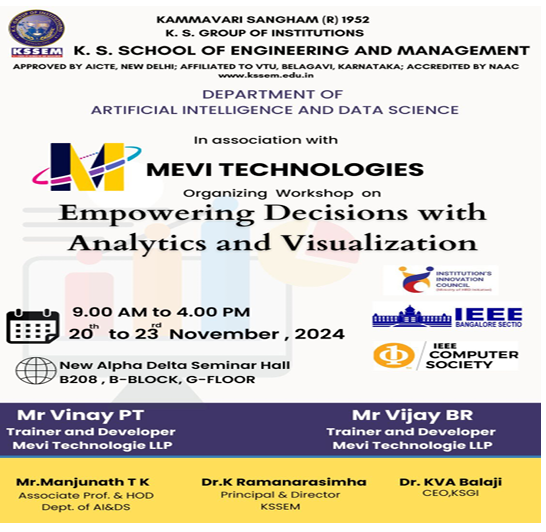 KAMMAVARI SANGHAM (R) 1952
K. S. GROUP OF INSTITUTIONS
KSSEM
K. S. SCHOOL OF ENGINEERING AND MANAGEMENT
APPROVED BY AICTE, NEW DELHI; AFFILIATED TO VTU, BELAGAVI, KARNATAKA; ACCREDITED BY NAAC
www.kssem.edu.in
DEPARTMENT OF
ARTIFICIAL INTELLIGENCE AND DATA SCIENCE
In association with
M MEVI TECHNOLOGIES
Organizing Workshop on
Empowering Decisions with
Analytics and Visualization
INSTITUTION'S
INNOVATION
COUNCIL
9.00 AM to 4.00 PM
20th to 23rd November , 2024
IEEE
BANGALORE SECTIO
New Alpha Delta Seminar Hall
B208 , B-BLOCK, G-FLOOR
IEEE
COMPUTER
SOCIETY
Mr Vinay PT
Trainer and Developer
Mevi Technologie LLP
Mr Vijay BR
Trainer and Developer
Mevi Technologie LLP
Mr.Manjunath T K
Associate Prof. & HOD
Dept. of AI&DS
Dr.K Ramanarasimha
Principal & Director
KSSEM
Dr. KVA Balaji
CEO,KSGI